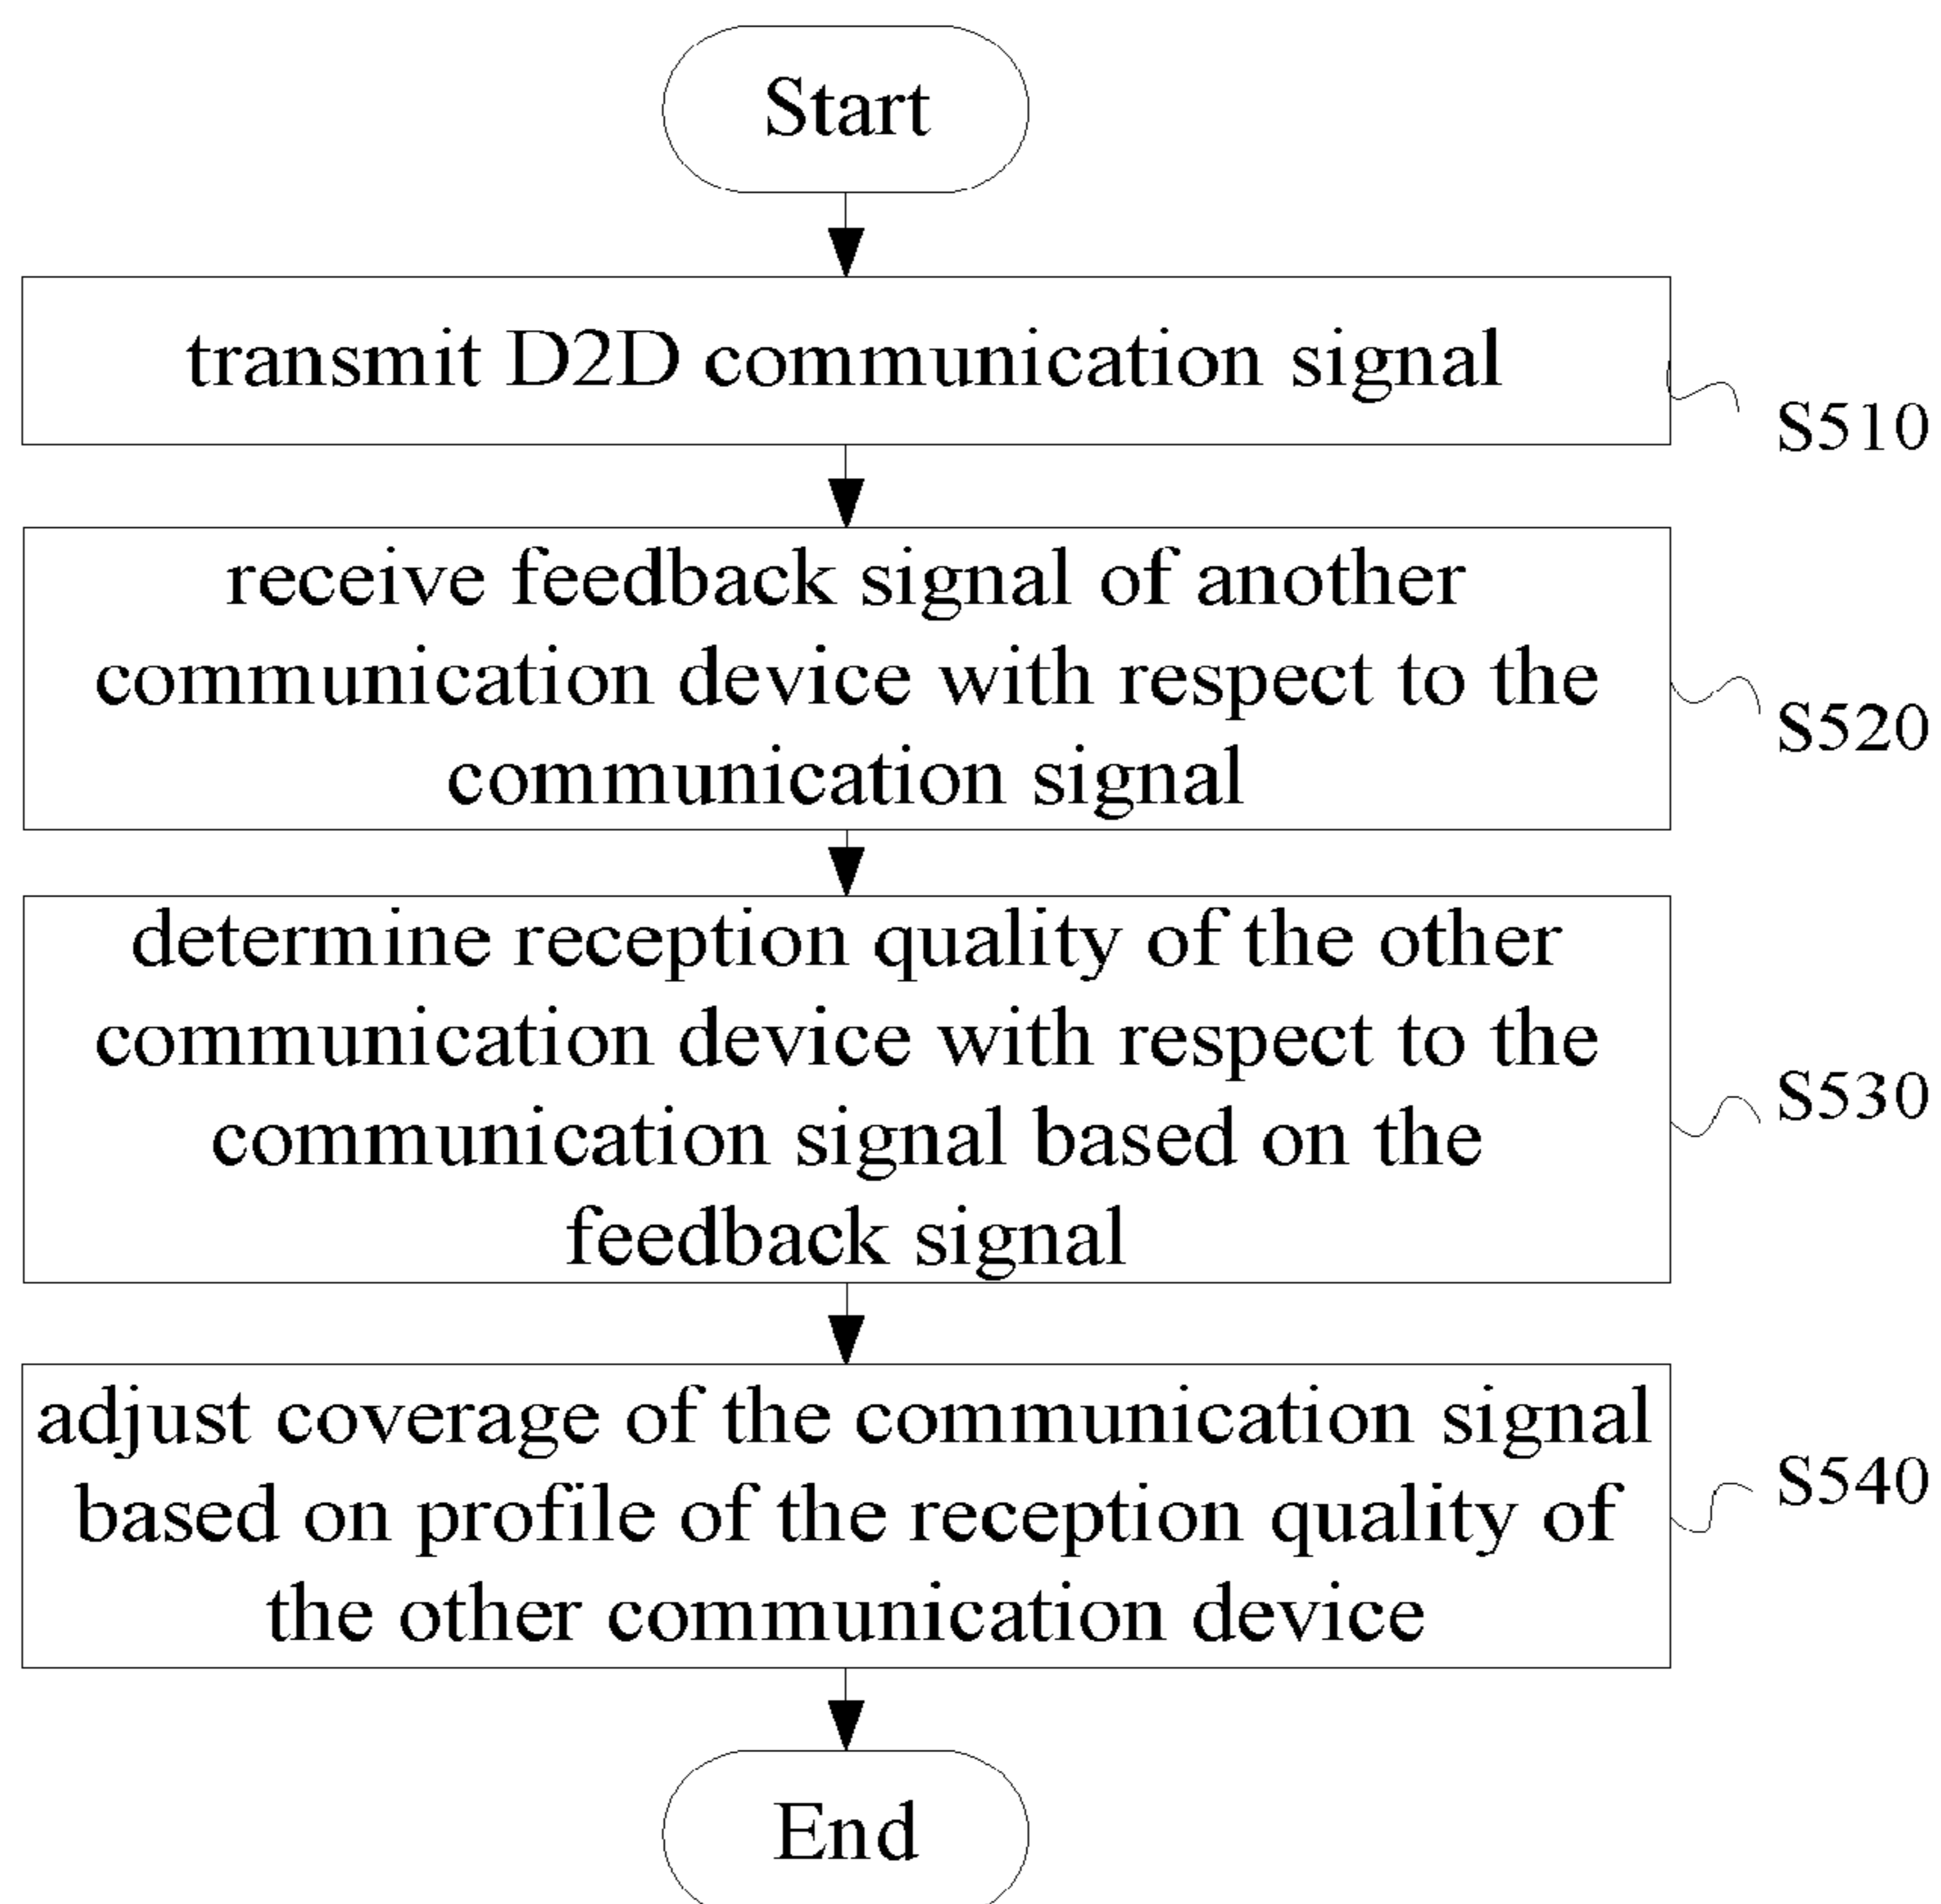 Start
transmit D2D communication signal
S510
receive feedback signal of another
communication device with respect to the
communication signal
S520
determine reception quality of the other
communication device with respect to the
communication signal based on the
feedback signal
S530
adjust coverage of the communication signal
based on profile of the reception quality of
the other communication device
S540
End